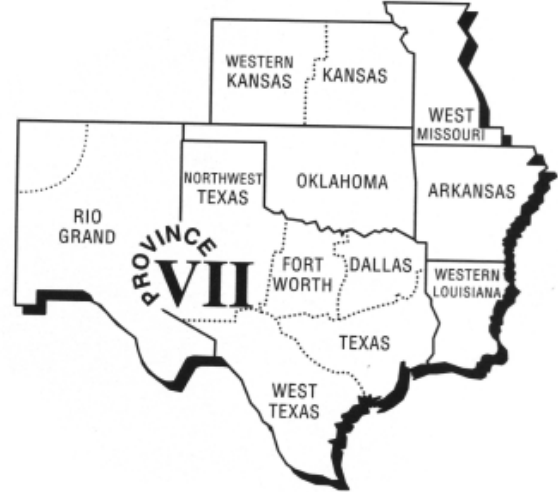 WESTERN
KANSAS
KANSAS
WEST
MISSOURI
NORTHWEST
TEXAS
OKLAHOMA
ARKANSAS
RIO
GRAND
PROVINCE
VII
FORT
WORTH
DALLAS
WESTERN
LOUISIANA
TEXAS
WEST
TEXAS